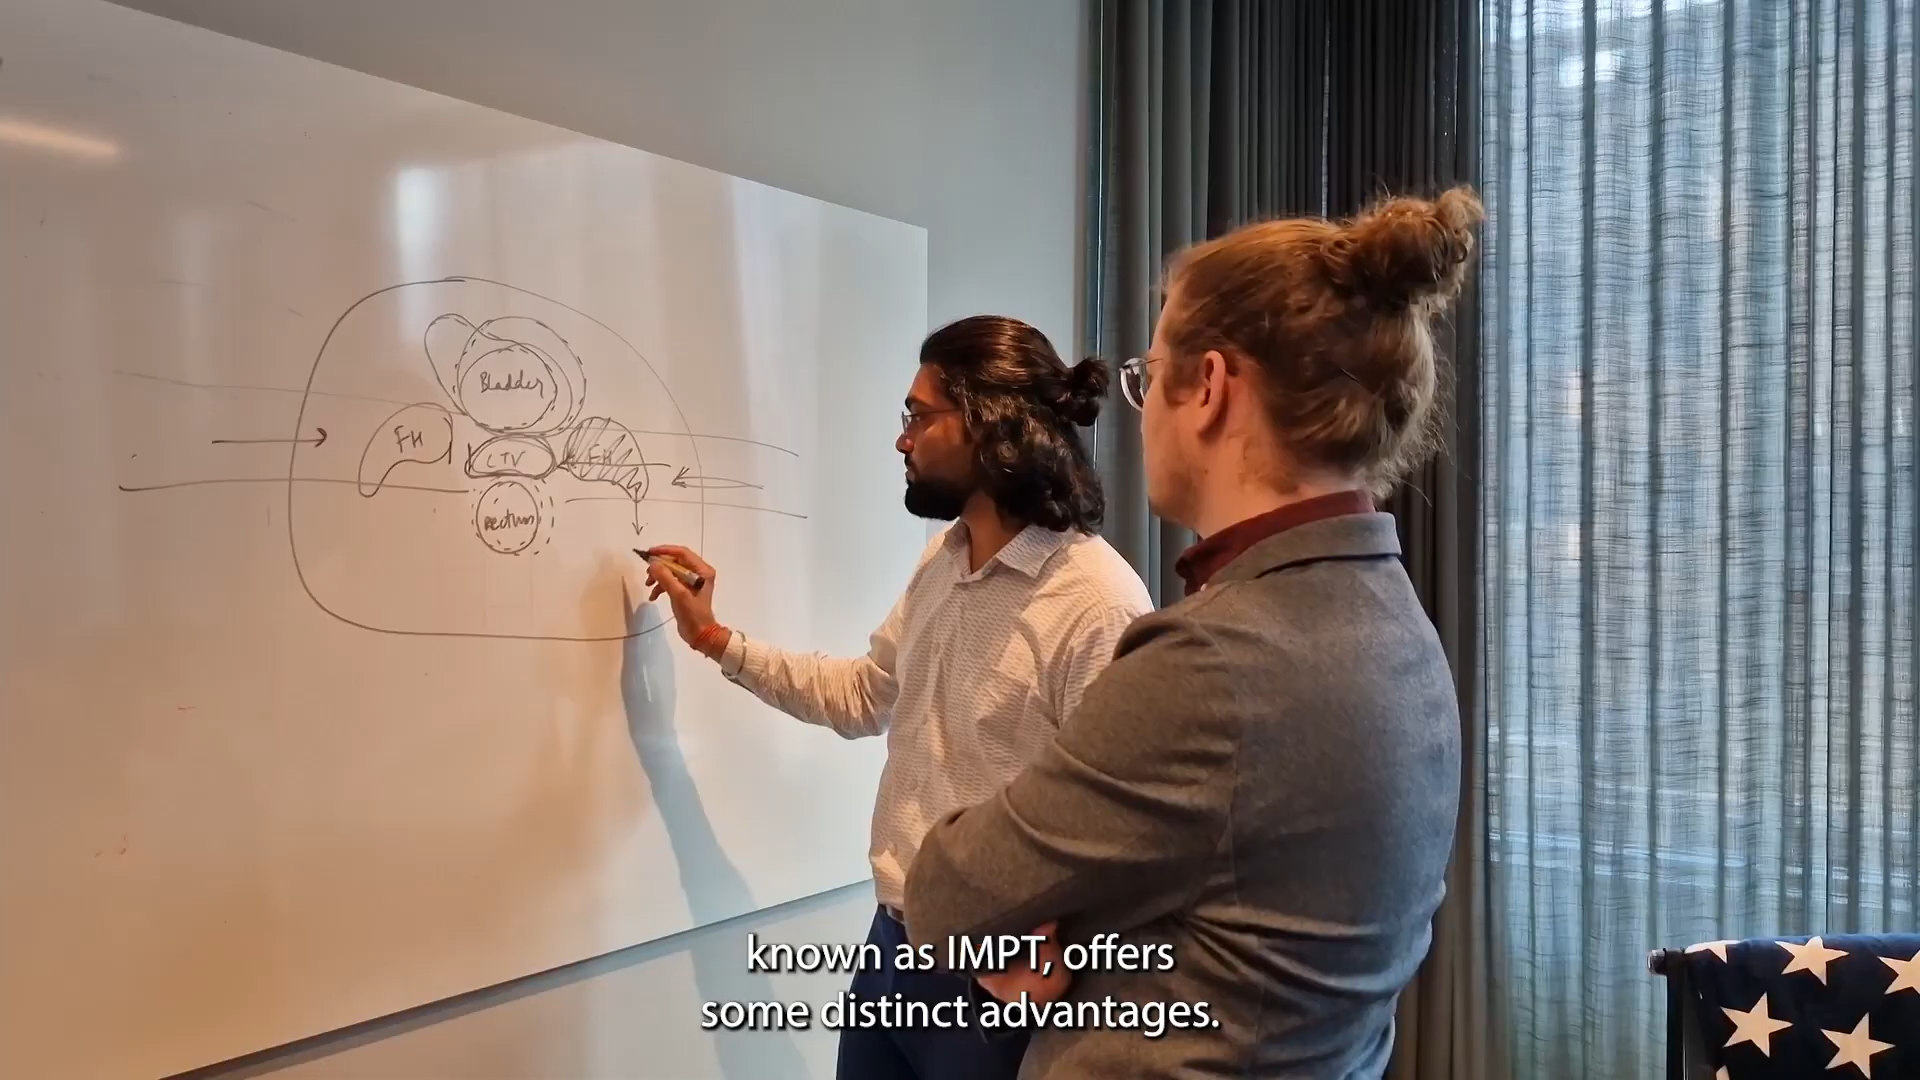 Bladder
FH
CTV
FH
Rectum
known as IMPT, offers
some distinct advantages.